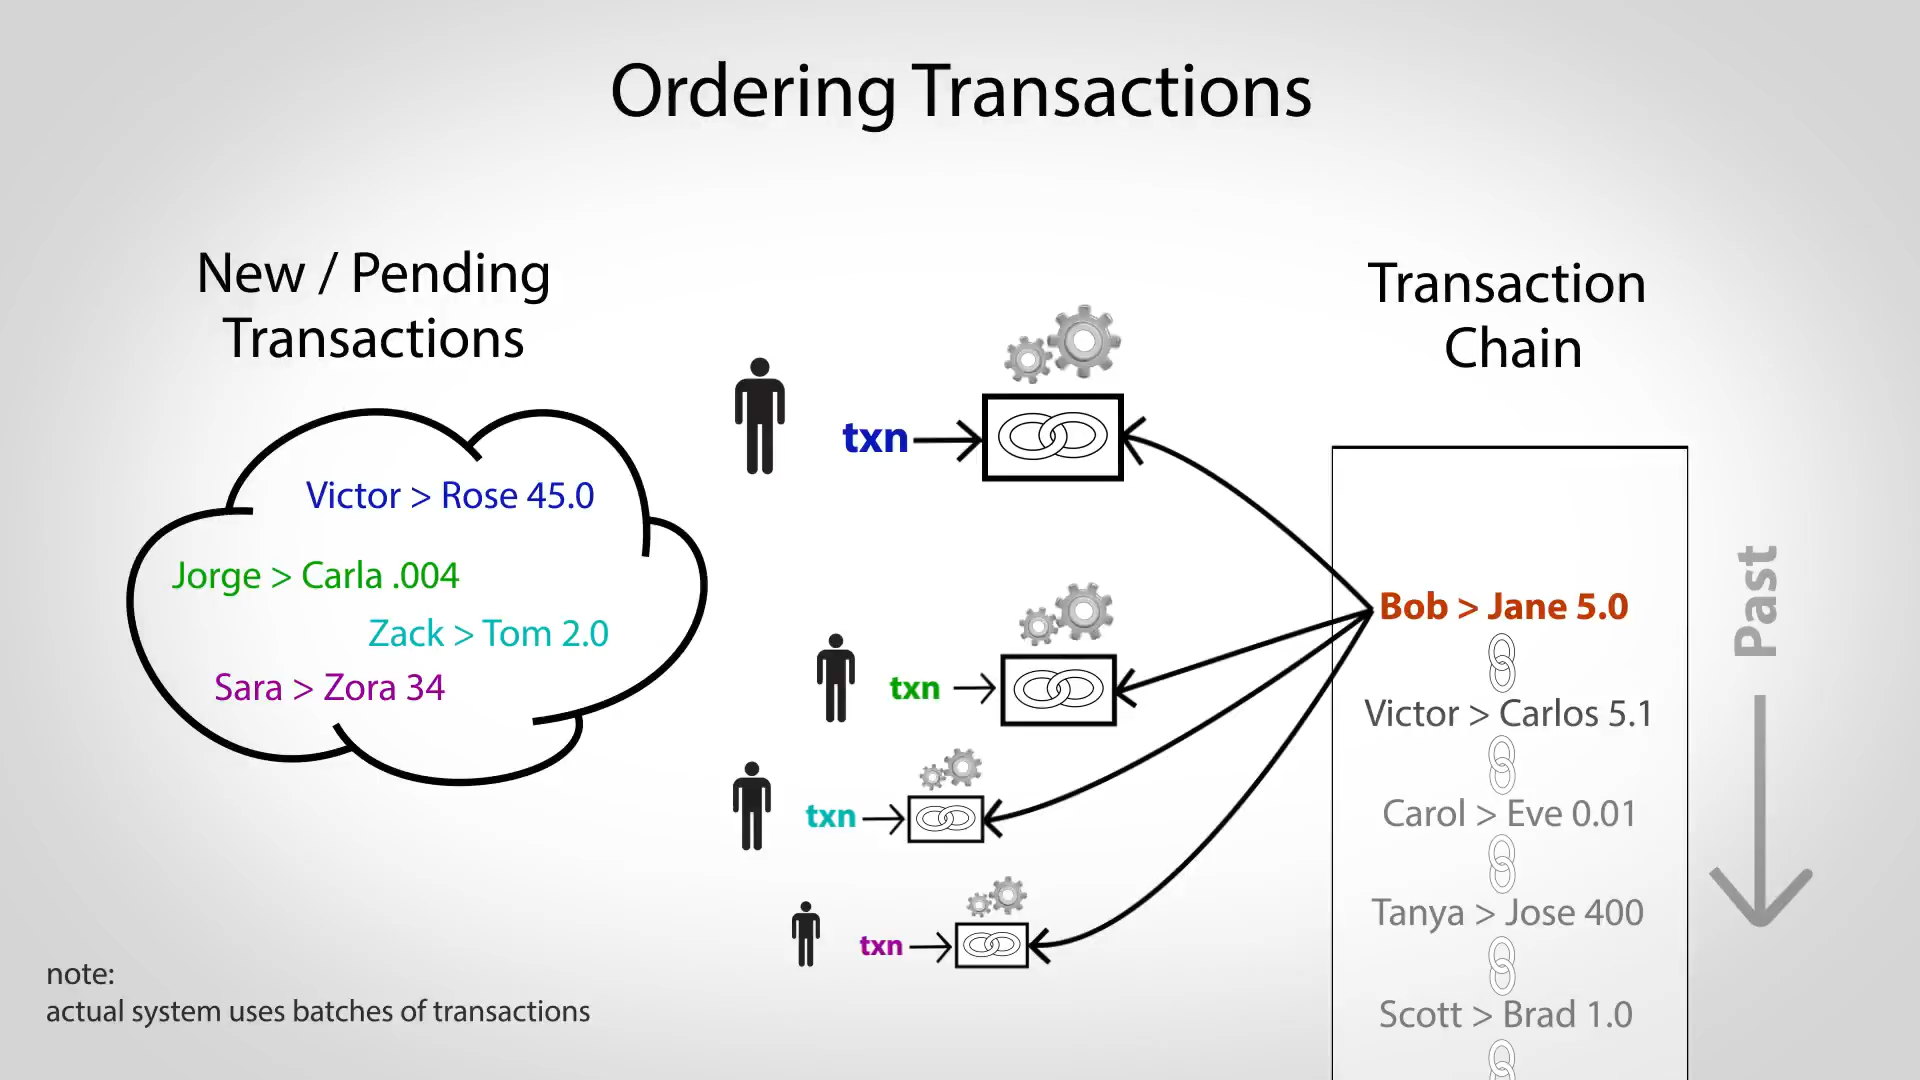 Ordering Transactions
New / Pending
Transactions
Victor > Rose 45.0
Jorge > Carla .004
Zack > Tom 2.0
Sara > Zora 34
txn
txn
txn
txn
Transaction
Chain
Bob > Jane 5.0
Victor > Carlos 5.1
Carol > Eve 0.01
Tanya > Jose 400
Scott > Brad 1.0
Past
note:
actual system uses batches of transactions